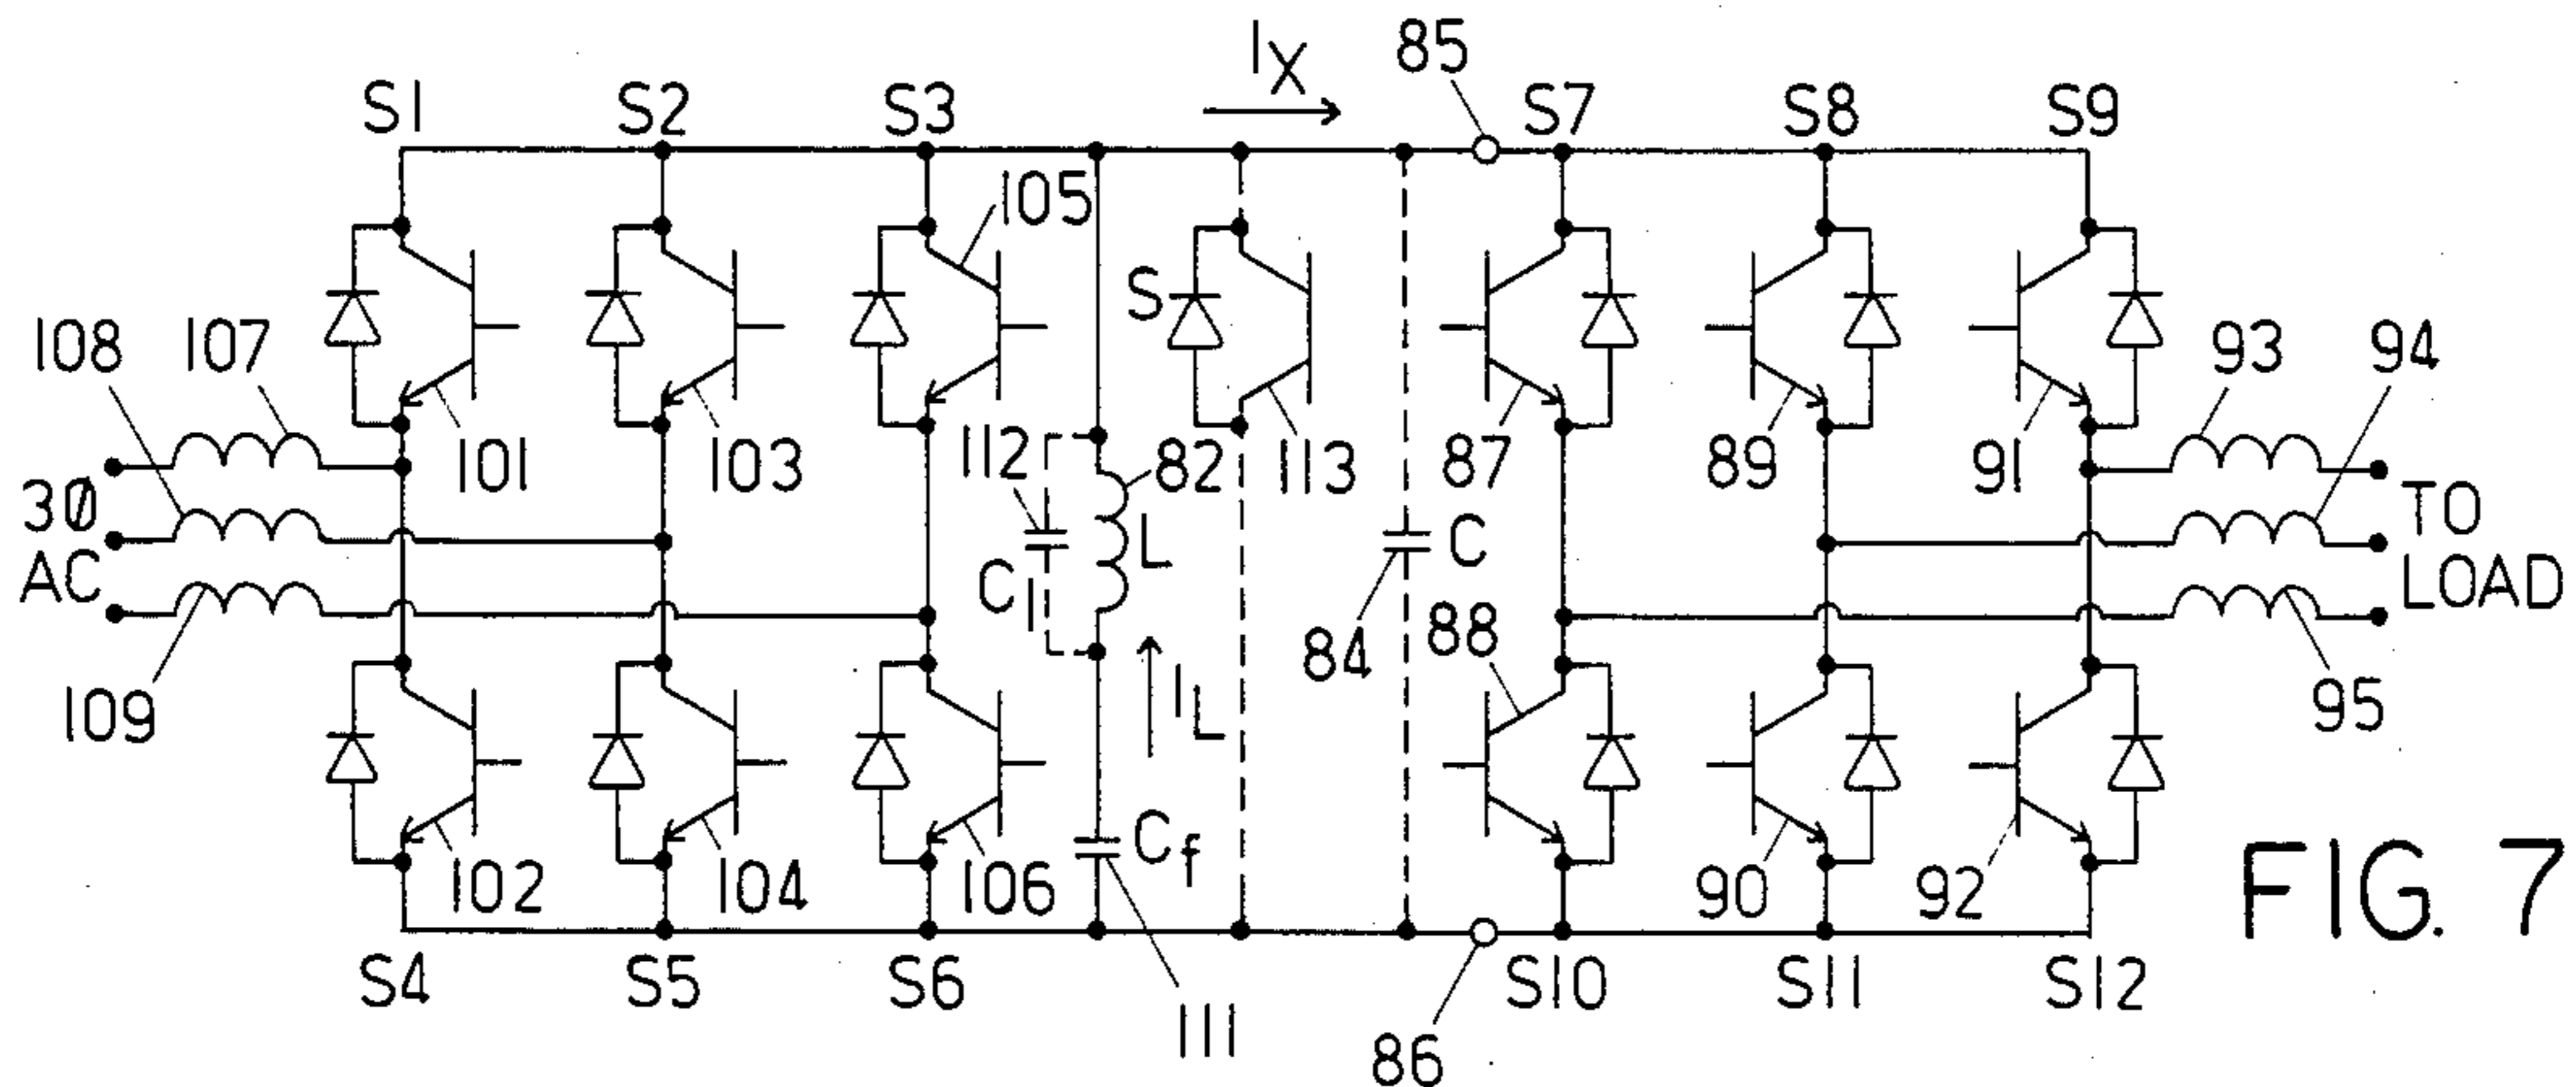 S1 S2 S3 IX 85 S7 S8 S9
105
S
108 107 93 94
101 103 112 82 113 87 89 91
3Ø
AC
L C
TO
LOAD
C1
109 88 84 IL 95
102 104 Cf 106 90 92
S4 S5 S6 111 86 S10 S11 S12
FIG. 7